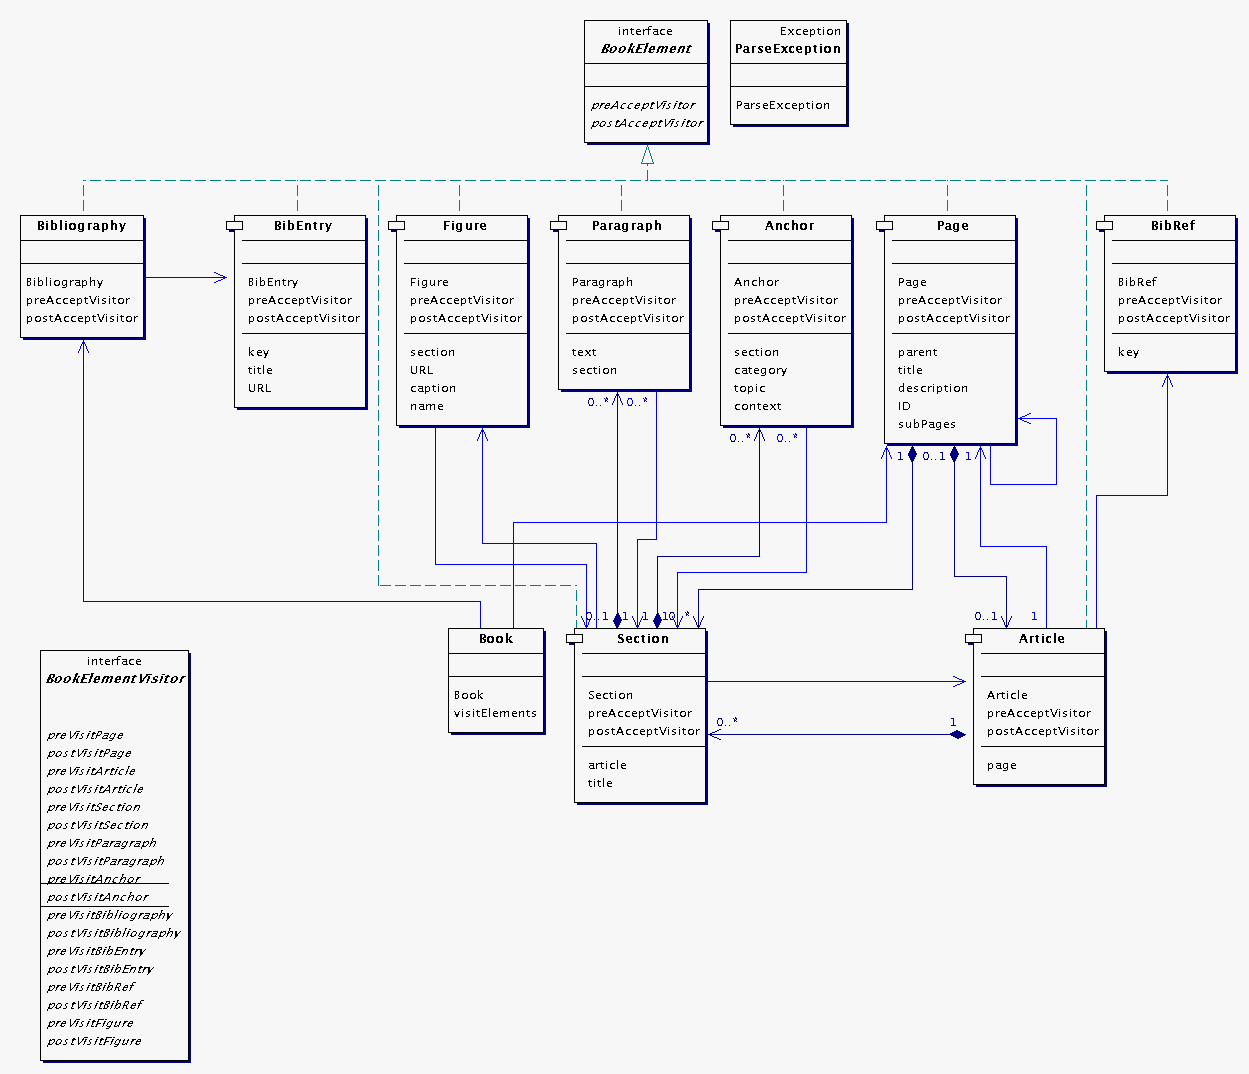 interface
BookElement
preAcceptVisitor
postAcceptVisitor
Exception
ParseException
ParseException
Bibliography
Bibliography
preAcceptVisitor
postAcceptVisitor
BibEntry
BibEntry
preAcceptVisitor
postAcceptVisitor
key
title
URL
Figure
Figure
preAcceptVisitor
postAcceptVisitor
section
URL
caption
name
Paragraph
Paragraph
preAcceptVisitor
postAcceptVisitor
text
section
0..* 0..*
Anchor
Anchor
preAcceptVisitor
postAcceptVisitor
section
category
topic
context
0..* 0..*
Page
Page
preAcceptVisitor
postAcceptVisitor
parent
title
description
ID
subPages
1 0..1 1
BibRef
BibRef
preAcceptVisitor
postAcceptVisitor
key
Book
Book
visitElements
0..1 1 1 1 0..*
Section
Section
preAcceptVisitor
postAcceptVisitor
article
title
0..* 1
0..1 1
Article
Article
preAcceptVisitor
postAcceptVisitor
page
interface
BookElementVisitor
preVisitPage
postVisitPage
preVisitArticle
postVisitArticle
preVisitSection
postVisitSection
preVisitParagraph
postVisitParagraph
preVisitAnchor
postVisitAnchor
preVisitBibliography
postVisitBibliography
preVisitBibEntry
postVisitBibEntry
preVisitBibRef
postVisitBibRef
preVisitFigure
postVisitFigure